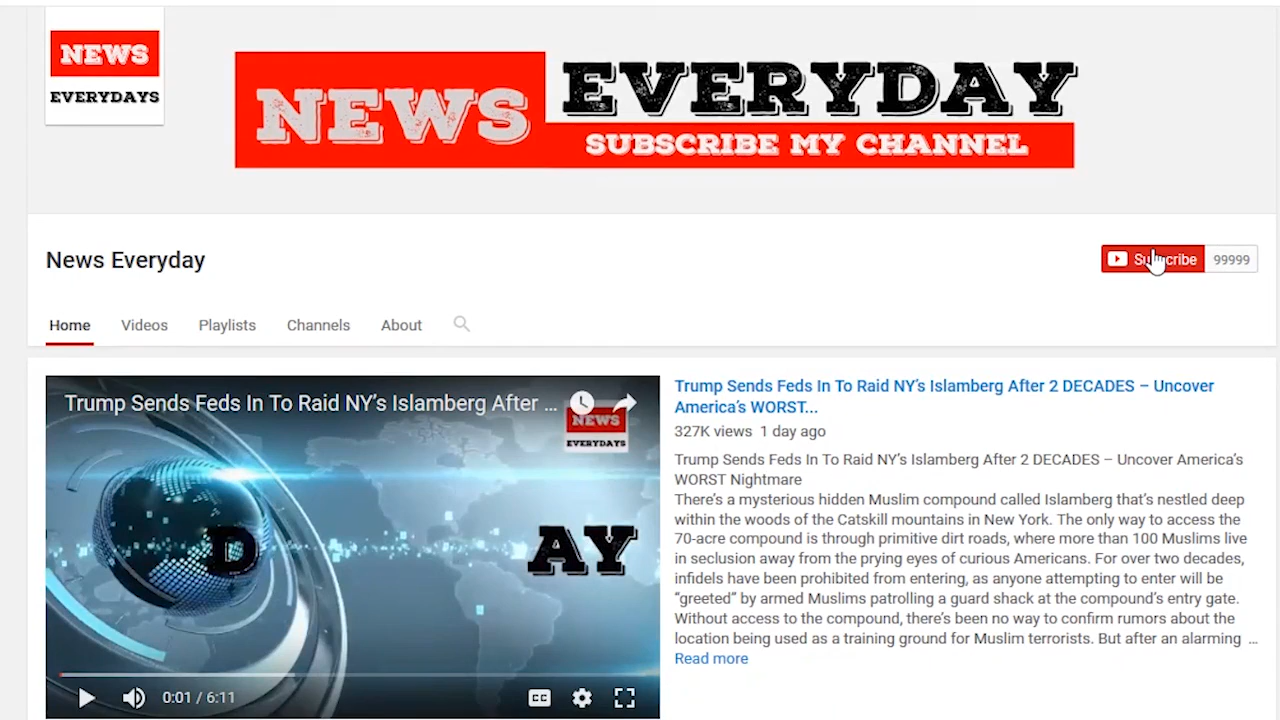 NEWS
EVERYDAYS
NEWS
EVERYDAY
SUBSCRIBE MY CHANNEL
News Everyday
Subscribe 99999
Home Videos Playlists Channels About
Trump Sends Feds In To Raid NY's Islamberg After ...
NEWS
EVERYDAYS
D AY
0:01 / 6:11
CC
Trump Sends Feds In To Raid NY's Islamberg After 2 DECADES – Uncover
America's WORST...
327K views 1 day ago
Trump Sends Feds In To Raid NY's Islamberg After 2 DECADES – Uncover America's
WORST Nightmare
There's a mysterious hidden Muslim compound called Islamberg that's nestled deep
within the woods of the Catskill mountains in New York. The only way to access the
70-acre compound is through primitive dirt roads, where more than 100 Muslims live
in seclusion away from the prying eyes of curious Americans. For over two decades,
infidels have been prohibited from entering, as anyone attempting to enter will be
“greeted” by armed Muslims patrolling a guard shack at the compound's entry gate.
Without access to the compound, there's been no way to confirm rumors about the
location being used as a training ground for Muslim terrorists. But after an alarming ...
Read more